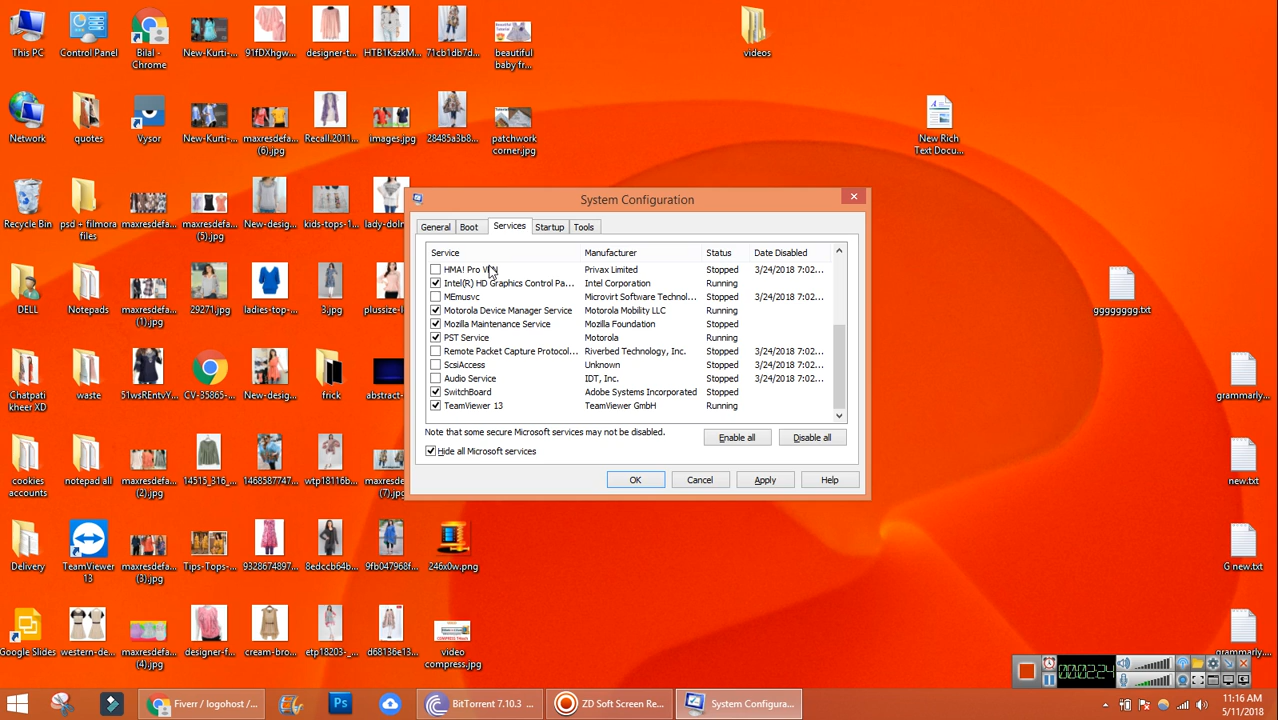 This PC
Control Panel
Bilal -
Chrome
New-Kurti-...
91fDXhgw...
designer-t...
HTB1KszkM...
71cb1db7d...
beautiful
baby fr...
videos
Network
quotes
Vysor
New-Kurti-...
maxresdefa...
(6).jpg
Recall.2011...
images.jpg
28485a3b8...
patchwork
corner.jpg
New Rich
Text Docu...
Recycle Bin
psd + filmora
files
maxresdefa...
maxresdefa...
(5).jpg
New-desig...
kids-tops-1...
lady-doln...
System Configuration
General
Boot
Services
Startup
Tools
Service
Manufacturer
Status
Date Disabled
HMA! Pro VPN
Privax Limited
Stopped
3/24/2018 7:02...
Intel(R) HD Graphics Control Pa...
Intel Corporation
Running
MEmusvc
Microvirt Software Technol...
Stopped
3/24/2018 7:02...
Motorola Device Manager Service
Motorola Mobility LLC
Running
Mozilla Maintenance Service
Mozilla Foundation
Stopped
PST Service
Motorola
Running
Remote Packet Capture Protocol...
Riverbed Technology, Inc.
Stopped
3/24/2018 7:02...
ScsiAccess
Unknown
Stopped
3/24/2018 7:02...
Audio Service
IDT, Inc.
Stopped
3/24/2018 7:02...
SwitchBoard
Adobe Systems Incorporated
Stopped
TeamViewer 13
TeamViewer GmbH
Running
Note that some secure Microsoft services may not be disabled.
Enable all
Disable all
Hide all Microsoft services
OK
Cancel
Apply
Help
DELL
Notepads
maxresdefa...
(1).jpg
29271.jpg
ladies-top-...
3.jpg
plussize-l...
gggggggg.txt
Chatpati
kheer XD
waste
51wsREntvY...
CV-35865-...
New-desig...
frick
abstract-...
grammarly...
cookies
accounts
notepad all
maxresdefa...
(2).jpg
14515_316_...
1468587747...
wtp18116b...
maxresdefa...
(7).jpg
new.txt
Delivery
TeamViewer
13
maxresdefa...
(3).jpg
Tips-Tops-...
9328674897...
8edccb64b...
9fb047968f...
246x0w.png
G new.txt
Google Slides
western-de...
maxresdefa...
(4).jpg
designer-f...
cream-bro...
etp18203-_...
d68136e13...
video
compress.jpg
grammarly....
00:02:24
Fiverr / logohost /...
Ps
BitTorrent 7.10.3 ...
ZD Soft Screen Re...
System Configura...
11:16 AM
5/11/2018